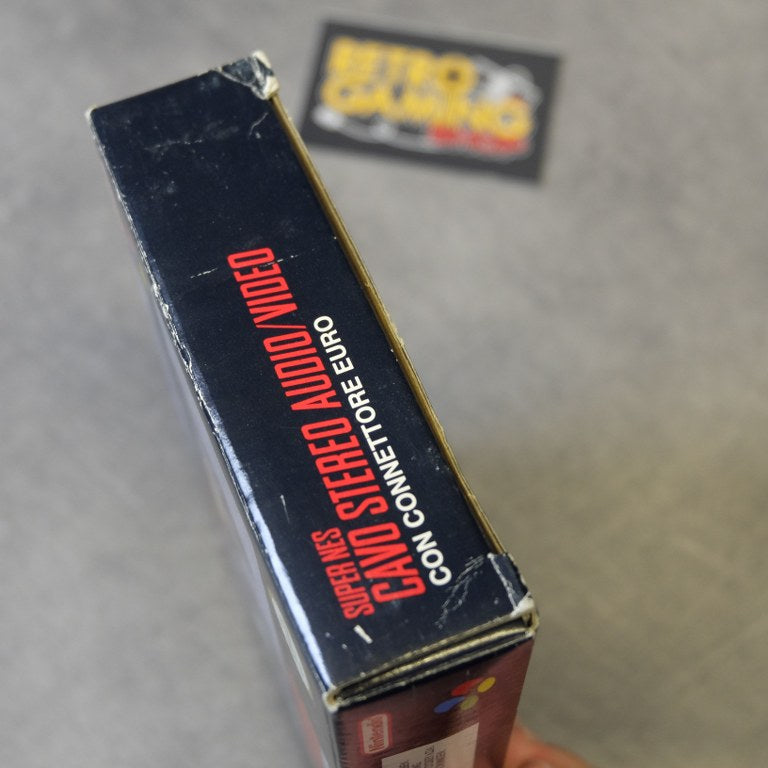 RETRO
GAMING
SUPER NES
CAVO STEREO AUDIO/VIDEO
CON CONNETTORE EURO
Nintendo